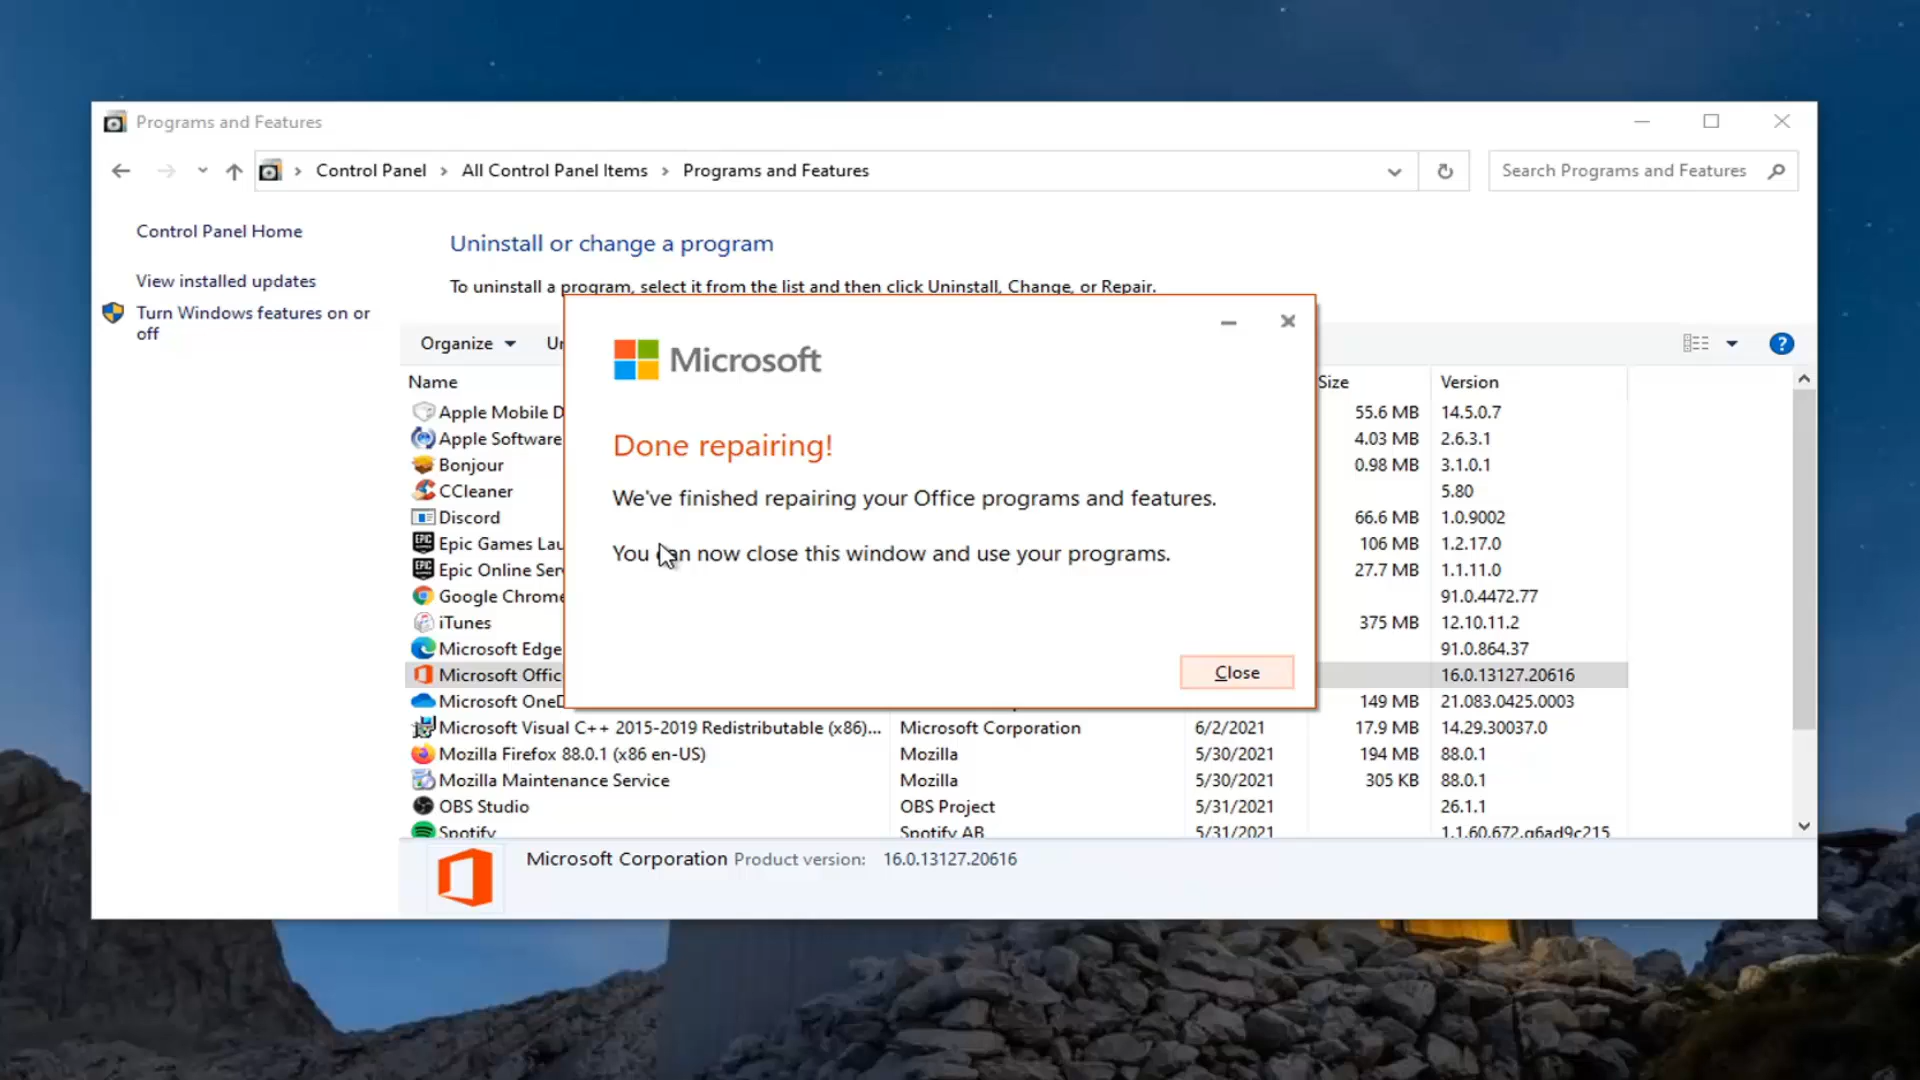 Programs and Features
Control Panel > All Control Panel Items > Programs and Features
Search Programs and Features
Control Panel Home
View installed updates
Turn Windows features on or
off
Uninstall or change a program
To uninstall a program, select it from the list and then click Uninstall, Change, or Repair.
Organize
Microsoft
Done repairing!
We've finished repairing your Office programs and features.
You can now close this window and use your programs.
Close
Name Size Version
Apple Mobile D 55.6 MB 14.5.0.7
Apple Software 4.03 MB 2.6.3.1
Bonjour 0.98 MB 3.1.0.1
CCleaner 5.80
Discord 66.6 MB 1.0.9002
Epic Games Lau 106 MB 1.2.17.0
Epic Online Ser 27.7 MB 1.1.11.0
Google Chrome 91.0.4472.77
iTunes 375 MB 12.10.11.2
Microsoft Edge 91.0.864.37
Microsoft Offic 16.0.13127.20616
Microsoft OneD 149 MB 21.083.0425.0003
Microsoft Visual C++ 2015-2019 Redistributable (x86)... Microsoft Corporation 6/2/2021 17.9 MB 14.29.30037.0
Mozilla Firefox 88.0.1 (x86 en-US) Mozilla 5/30/2021 194 MB 88.0.1
Mozilla Maintenance Service Mozilla 5/30/2021 305 KB 88.0.1
OBS Studio OBS Project 5/31/2021 26.1.1
Spotify Spotify AB 5/31/2021 1.1.60.672.g6ad9c215
Microsoft Corporation Product version: 16.0.13127.20616